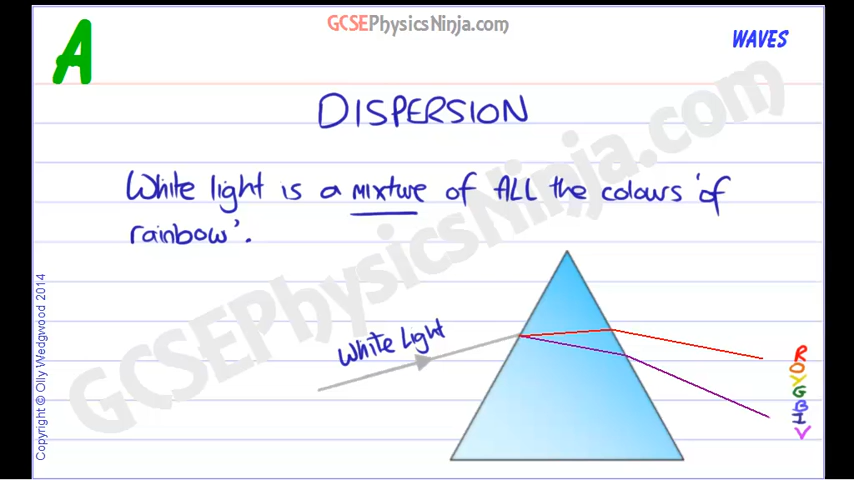 GCSEPhysicsNinja.com
A
WAVES
DISPERSION
White light is a mixture of ALL the colours 'of
rainbow'.
White Light
R
O
Y
G
B
I
V
GCSEPhysicsNinja.com
Copyright © Olly Wedgwood 2014